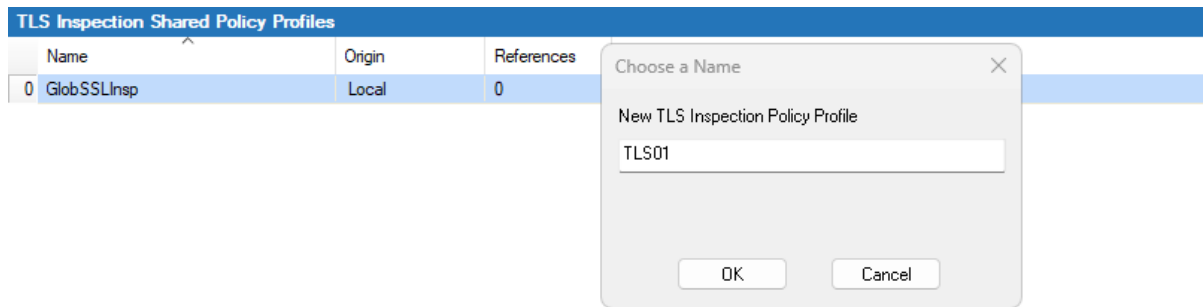 TLS Inspection Shared Policy Profiles
Name Origin References
0 GlobSSLInsp Local 0
Choose a Name
New TLS Inspection Policy Profile
TLS01
OK Cancel